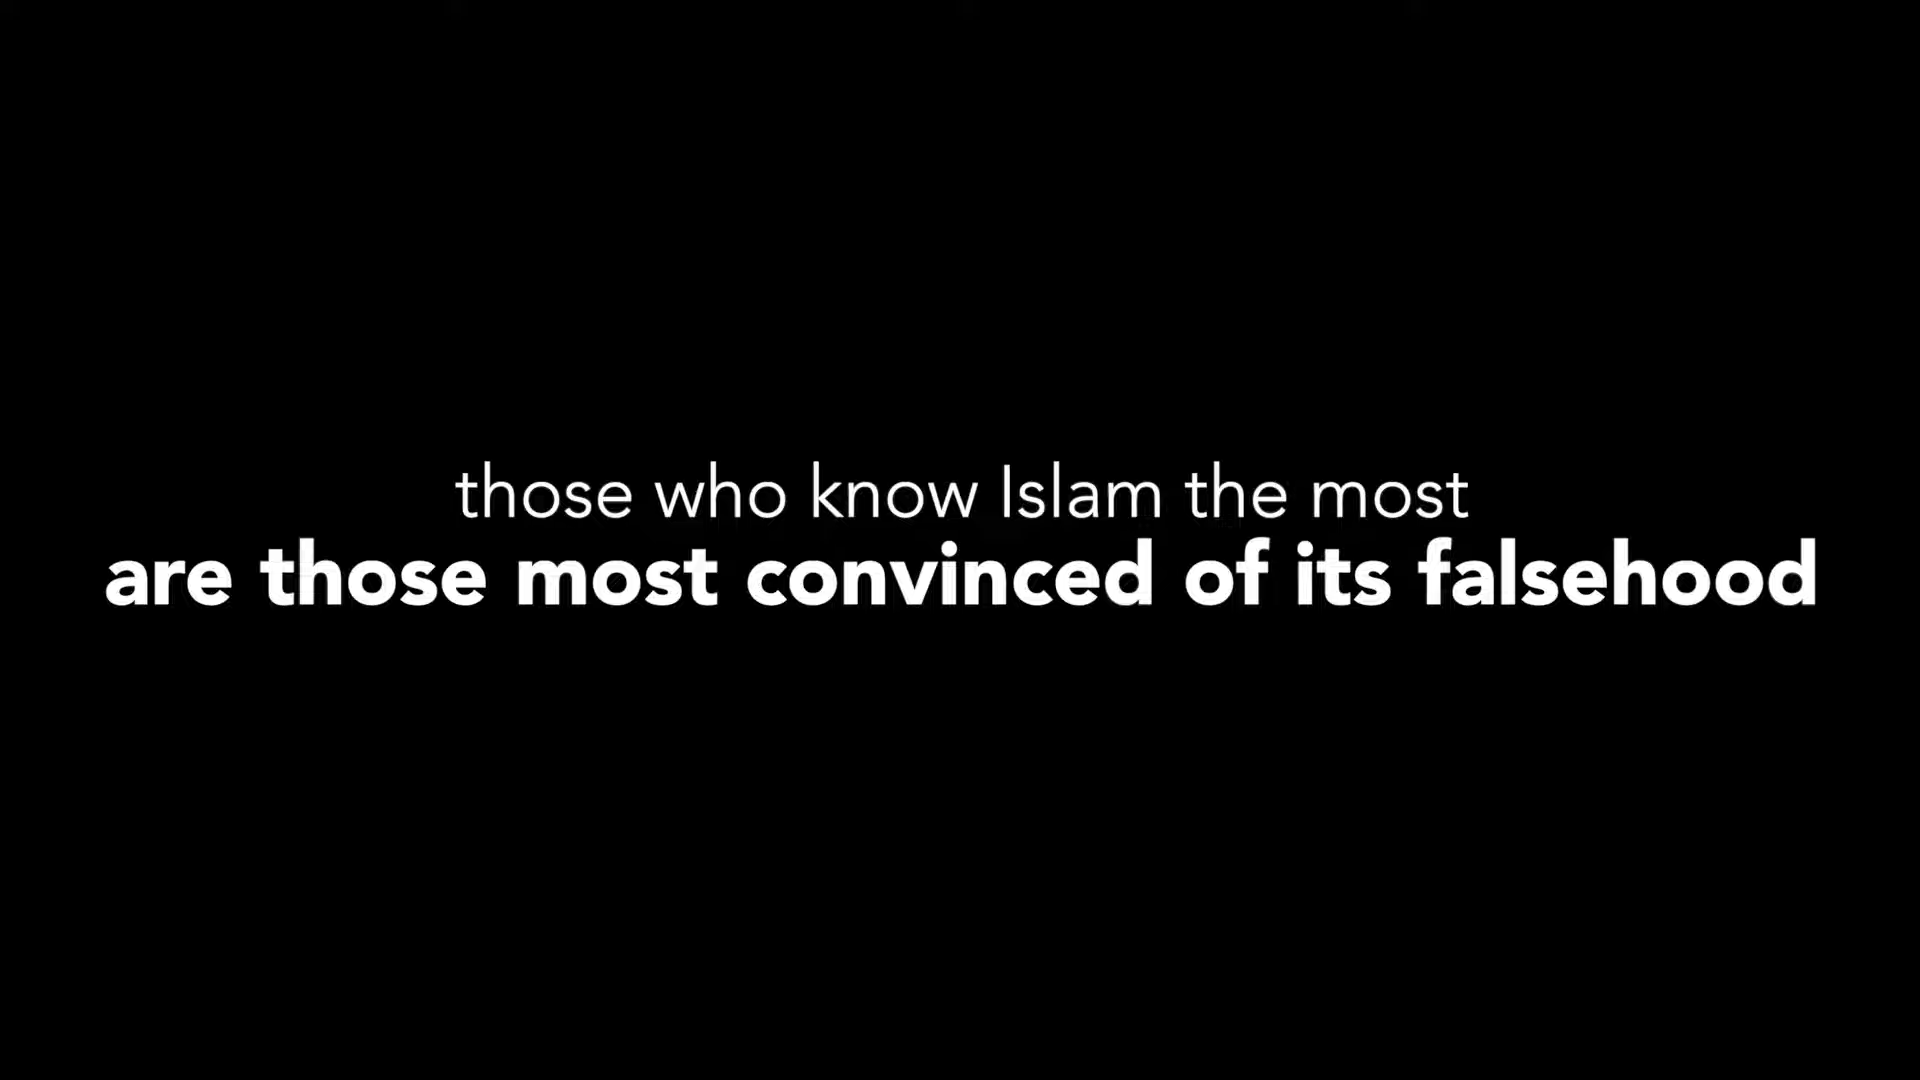 those who know Islam the most
are those most convinced of its falsehood